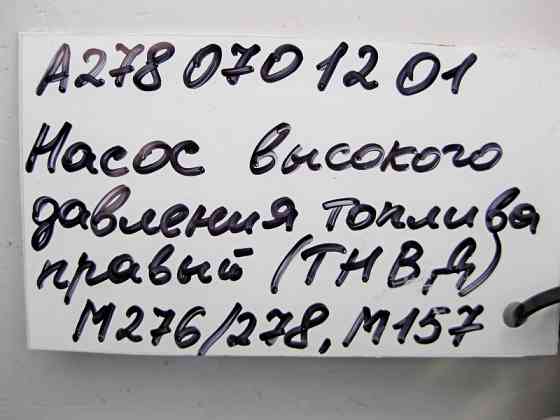 A278 070 12 01
Насос высокого
давления топлива
правый (ТНВД)
M276/278, M157